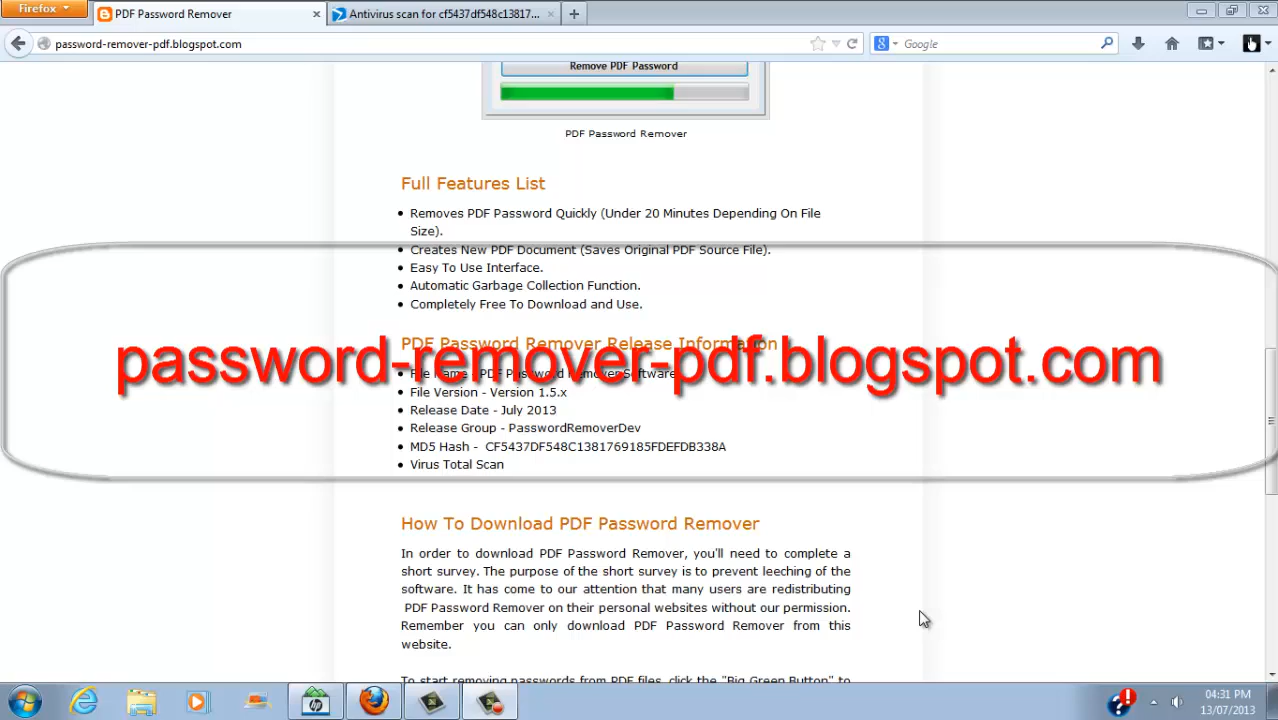 Firefox
PDF Password Remover
Antivirus scan for cf5437df548c13817...
password-remover-pdf.blogspot.com
Google
Remove PDF Password
PDF Password Remover
Full Features List
Removes PDF Password Quickly (Under 20 Minutes Depending On File
Size).
Creates New PDF Document (Saves Original PDF Source File).
Easy To Use Interface.
Automatic Garbage Collection Function.
Completely Free To Download and Use.
PDF Password Remover Release Information
password-remover-pdf.blogspot.com
File Name - PDF Password Remover Software
File Version - Version 1.5.x
Release Date - July 2013
Release Group - PasswordRemoverDev
MD5 Hash - CF5437DF548C1381769185FDEFDB338A
Virus Total Scan
How To Download PDF Password Remover
In order to download PDF Password Remover, you'll need to complete a
short survey. The purpose of the short survey is to prevent leeching of the
software. It has come to our attention that many users are redistributing
PDF Password Remover on their personal websites without our permission.
Remember you can only download PDF Password Remover from this
website.
To start removing passwords from PDF files, click the "Big Green Button" to
04:31 PM
13/07/2013